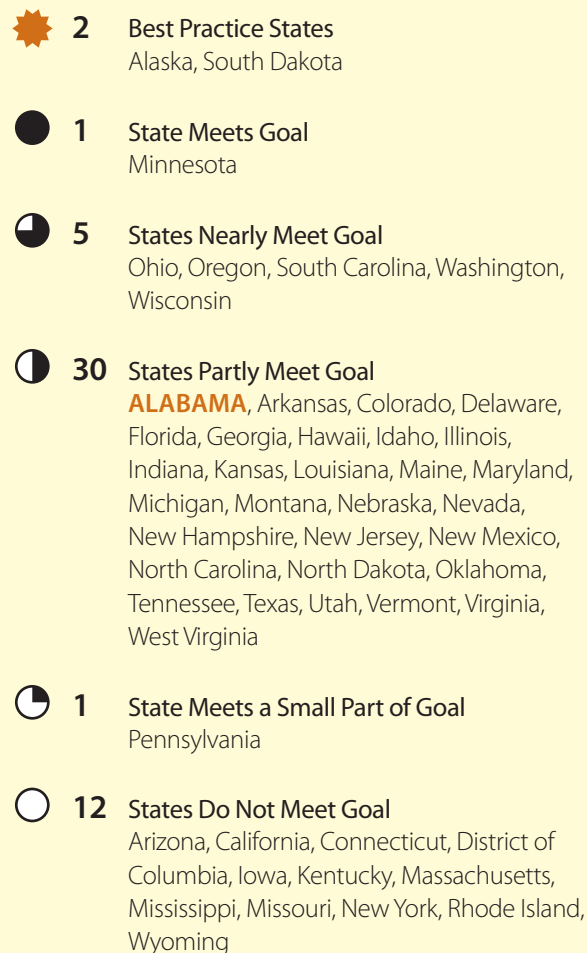 2 Best Practice States
Alaska, South Dakota
1 State Meets Goal
Minnesota
5 States Nearly Meet Goal
Ohio, Oregon, South Carolina, Washington,
Wisconsin
30 States Partly Meet Goal
ALABAMA, Arkansas, Colorado, Delaware,
Florida, Georgia, Hawaii, Idaho, Illinois,
Indiana, Kansas, Louisiana, Maine, Maryland,
Michigan, Montana, Nebraska, Nevada,
New Hampshire, New Jersey, New Mexico,
North Carolina, North Dakota, Oklahoma,
Tennessee, Texas, Utah, Vermont, Virginia,
West Virginia
1 State Meets a Small Part of Goal
Pennsylvania
12 States Do Not Meet Goal
Arizona, California, Connecticut, District of
Columbia, Iowa, Kentucky, Massachusetts,
Mississippi, Missouri, New York, Rhode Island,
Wyoming